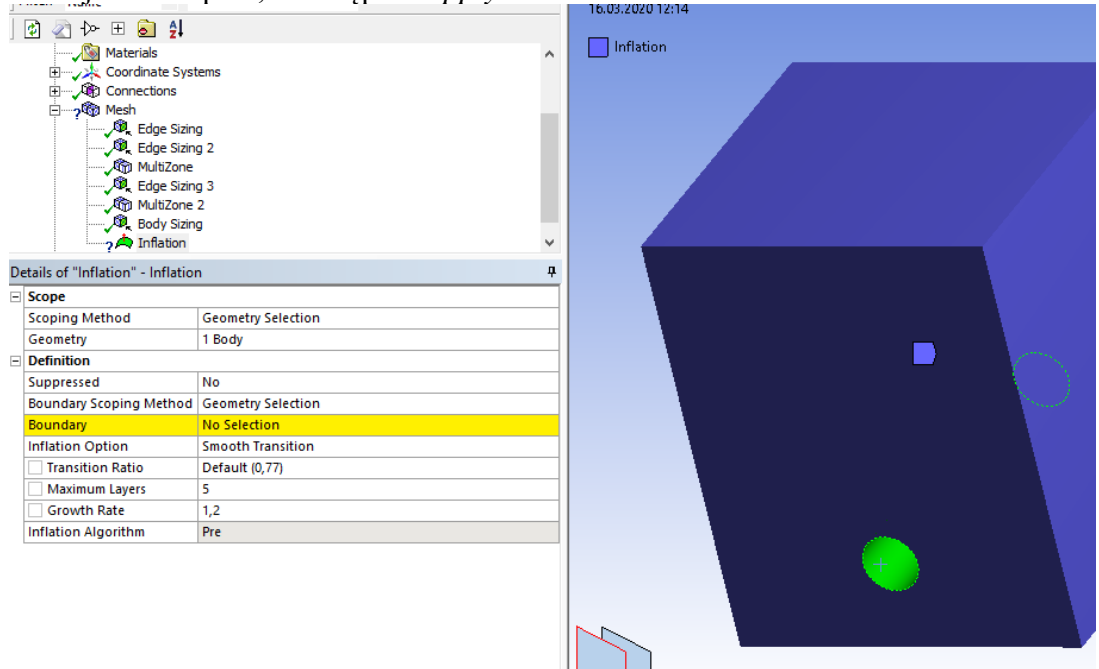 Apply
16.03.2020 12:14
Inflation
Materials
Coordinate Systems
Connections
Mesh
Edge Sizing
Edge Sizing 2
MultiZone
Edge Sizing 3
MultiZone 2
Body Sizing
Inflation
Details of "Inflation" - Inflation
Scope
Scoping Method Geometry Selection
Geometry 1 Body
Definition
Suppressed No
Boundary Scoping Method Geometry Selection
Boundary No Selection
Inflation Option Smooth Transition
Transition Ratio Default (0,77)
Maximum Layers 5
Growth Rate 1,2
Inflation Algorithm Pre